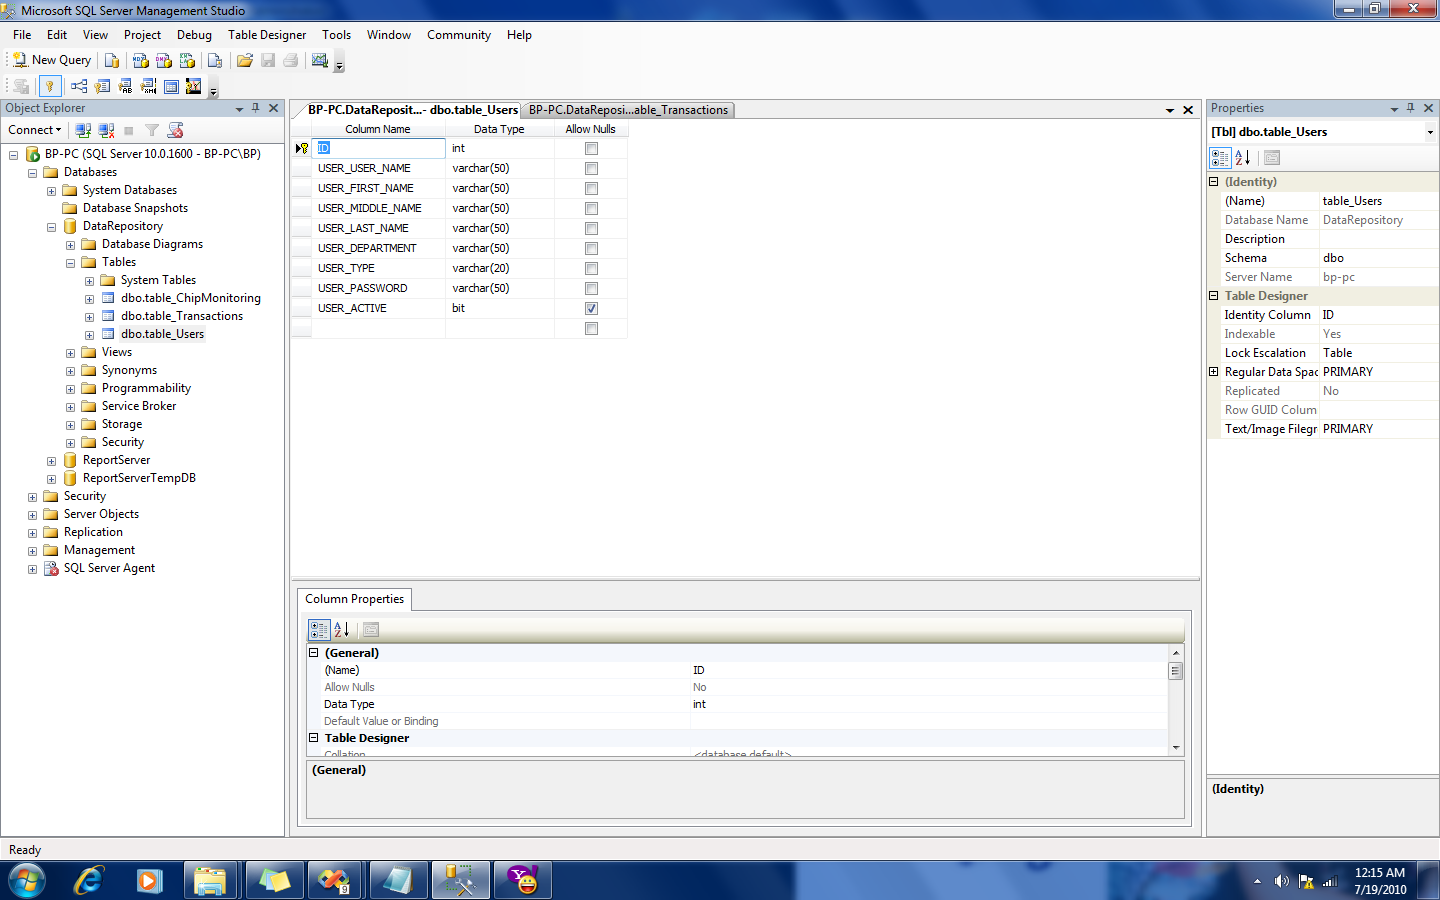 Microsoft SQL Server Management Studio
File Edit View Project Debug Table Designer Tools Window Community Help
New Query
Object Explorer
Connect
BP-PC (SQL Server 10.0.1600 - BP-PC\BP)
Databases
System Databases
Database Snapshots
DataRepository
Database Diagrams
Tables
System Tables
dbo.table_ChipMonitoring
dbo.table_Transactions
dbo.table_Users
Views
Synonyms
Programmability
Service Broker
Storage
Security
ReportServer
ReportServerTempDB
Security
Server Objects
Replication
Management
SQL Server Agent
BP-PC.DataReposit...- dbo.table_Users BP-PC.DataReposi...able_Transactions
Column Name Data Type Allow Nulls
ID int
USER_USER_NAME varchar(50)
USER_FIRST_NAME varchar(50)
USER_MIDDLE_NAME varchar(50)
USER_LAST_NAME varchar(50)
USER_DEPARTMENT varchar(50)
USER_TYPE varchar(20)
USER_PASSWORD varchar(50)
USER_ACTIVE bit
Column Properties
(General)
(Name) ID
Allow Nulls No
Data Type int
Default Value or Binding
Table Designer
Collation <database default>
(General)
Properties
[Tbl] dbo.table_Users
(Identity)
(Name) table_Users
Database Name DataRepository
Description
Schema dbo
Server Name bp-pc
Table Designer
Identity Column ID
Indexable Yes
Lock Escalation Table
Regular Data Spac PRIMARY
Replicated No
Row GUID Colum
Text/Image Filegr PRIMARY
(Identity)
Ready
9
12:15 AM
7/19/2010